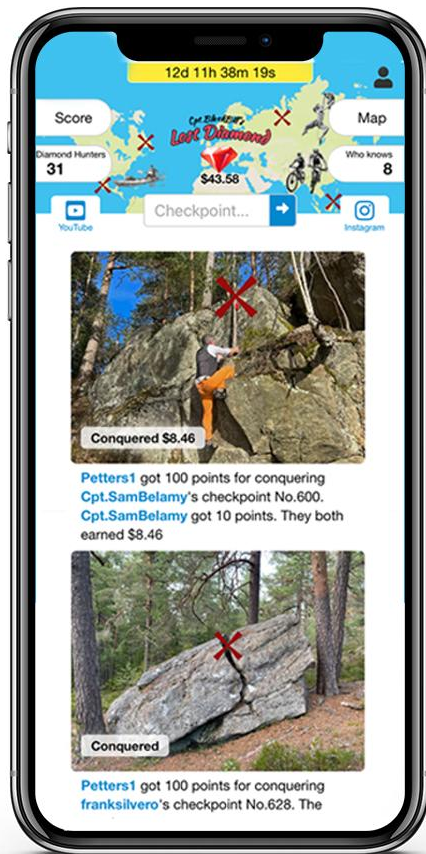 12d 11h 38m 19s
Score
Map
Cpt. BlackBill's
Lost Diamond
Diamond Hunters
31
Who knows
8
$43.58
YouTube
Checkpoint...
Instagram
Conquered $8.46
Petters1 got 100 points for conquering
Cpt.SamBelamy's checkpoint No.600.
Cpt.SamBelamy got 10 points. They both
earned $8.46
Conquered
Petters1 got 100 points for conquering
franksilvero's checkpoint No.628. The